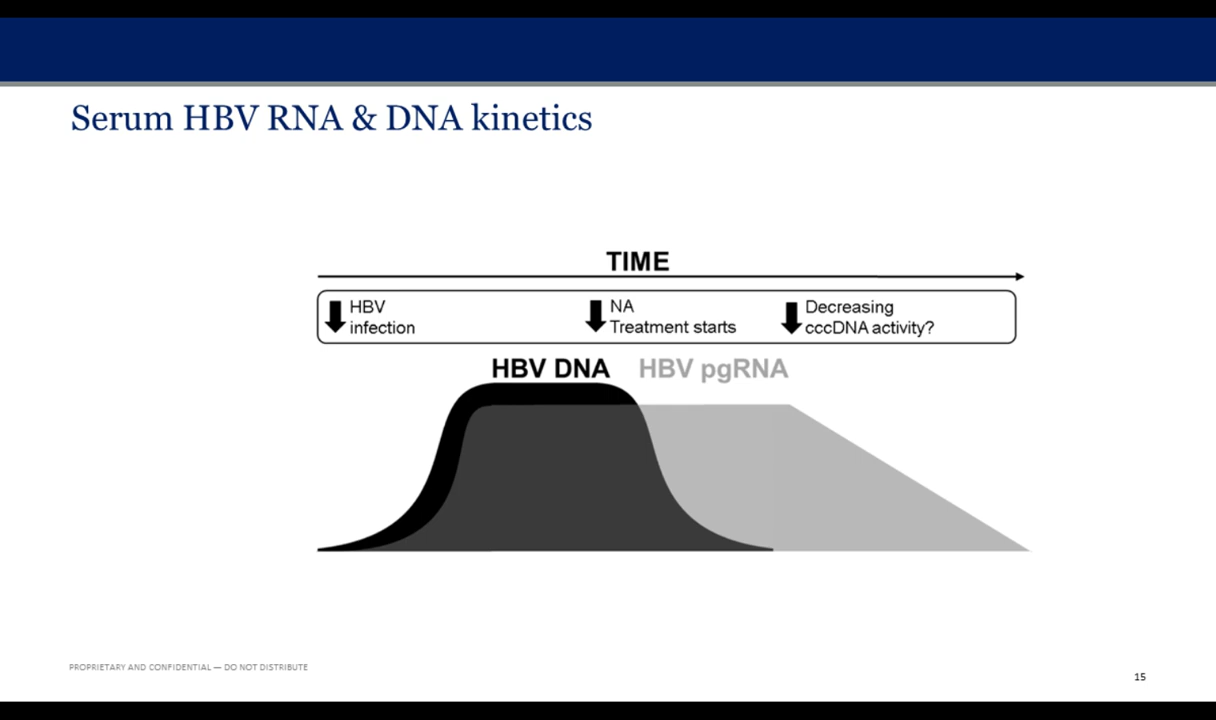 Serum HBV RNA & DNA kinetics
TIME
HBV
infection
NA
Treatment starts
Decreasing
cccDNA activity?
HBV DNA
HBV pgRNA
PROPRIETARY AND CONFIDENTIAL — DO NOT DISTRIBUTE
15